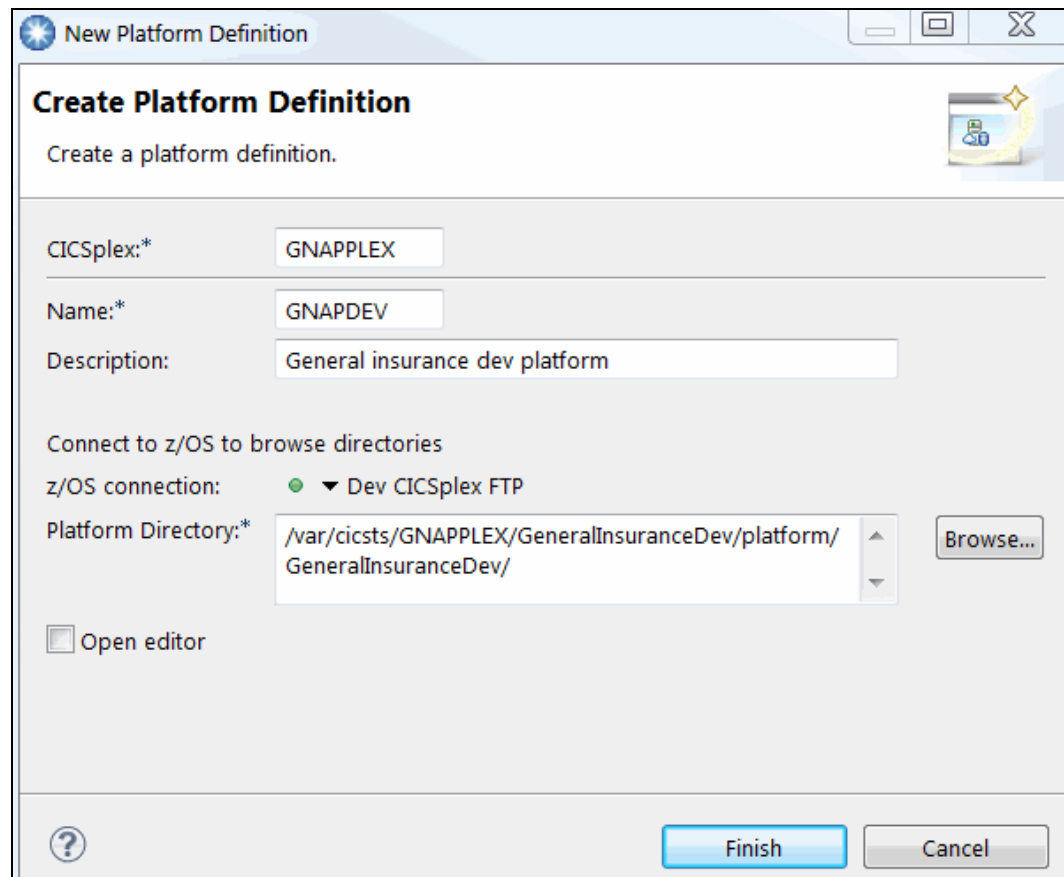 New Platform Definition
Create Platform Definition
Create a platform definition.
CICSplex:* GNAPPLEX
Name:* GNAPDEV
Description: General insurance dev platform
Connect to z/OS to browse directories
z/OS connection: Dev CICSplex FTP
Platform Directory:* /var/cicsts/GNAPPLEX/GeneralInsuranceDev/platform/ Browse...
GeneralInsuranceDev/
Open editor
? Finish Cancel